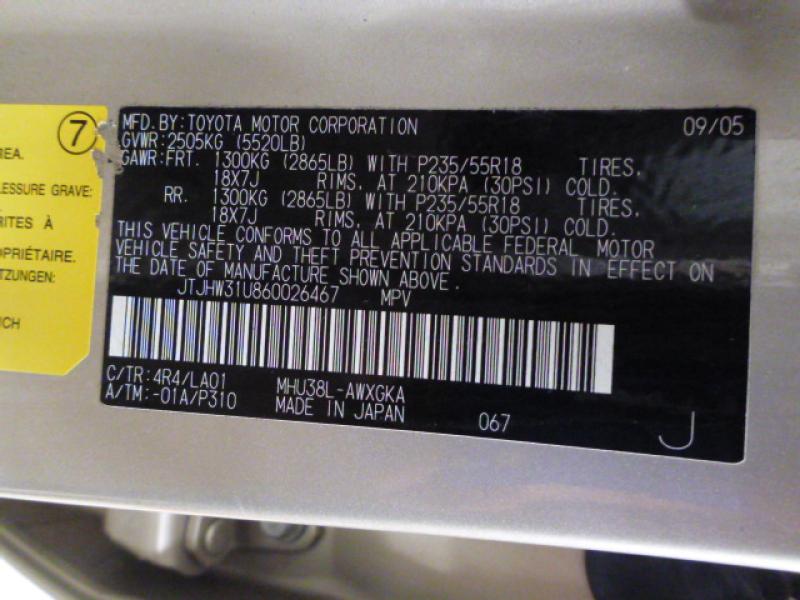 7
REA.
LESSURE GRAVE:
RITES À
OPRIÉTAIRE.
TZUNGEN:
ICH
MFD. BY: TOYOTA MOTOR CORPORATION 09/05
GVWR: 2505KG (5520LB)
GAWR: FRT. 1300KG (2865LB) WITH P235/55R18 TIRES,
18X7J RIMS, AT 210KPA (30PSI) COLD.
RR. 1300KG (2865LB) WITH P235/55R18 TIRES,
18X7J RIMS, AT 210KPA (30PSI) COLD.
THIS VEHICLE CONFORMS TO ALL APPLICABLE FEDERAL MOTOR
VEHICLE SAFETY AND THEFT PREVENTION STANDARDS IN EFFECT ON
THE DATE OF MANUFACTURE SHOWN ABOVE.
JTJHW31U860026467 MPV
C/TR: 4R4/LA01 MHU38L-AWXGKA
A/TM: -01A/P310 MADE IN JAPAN 067 J